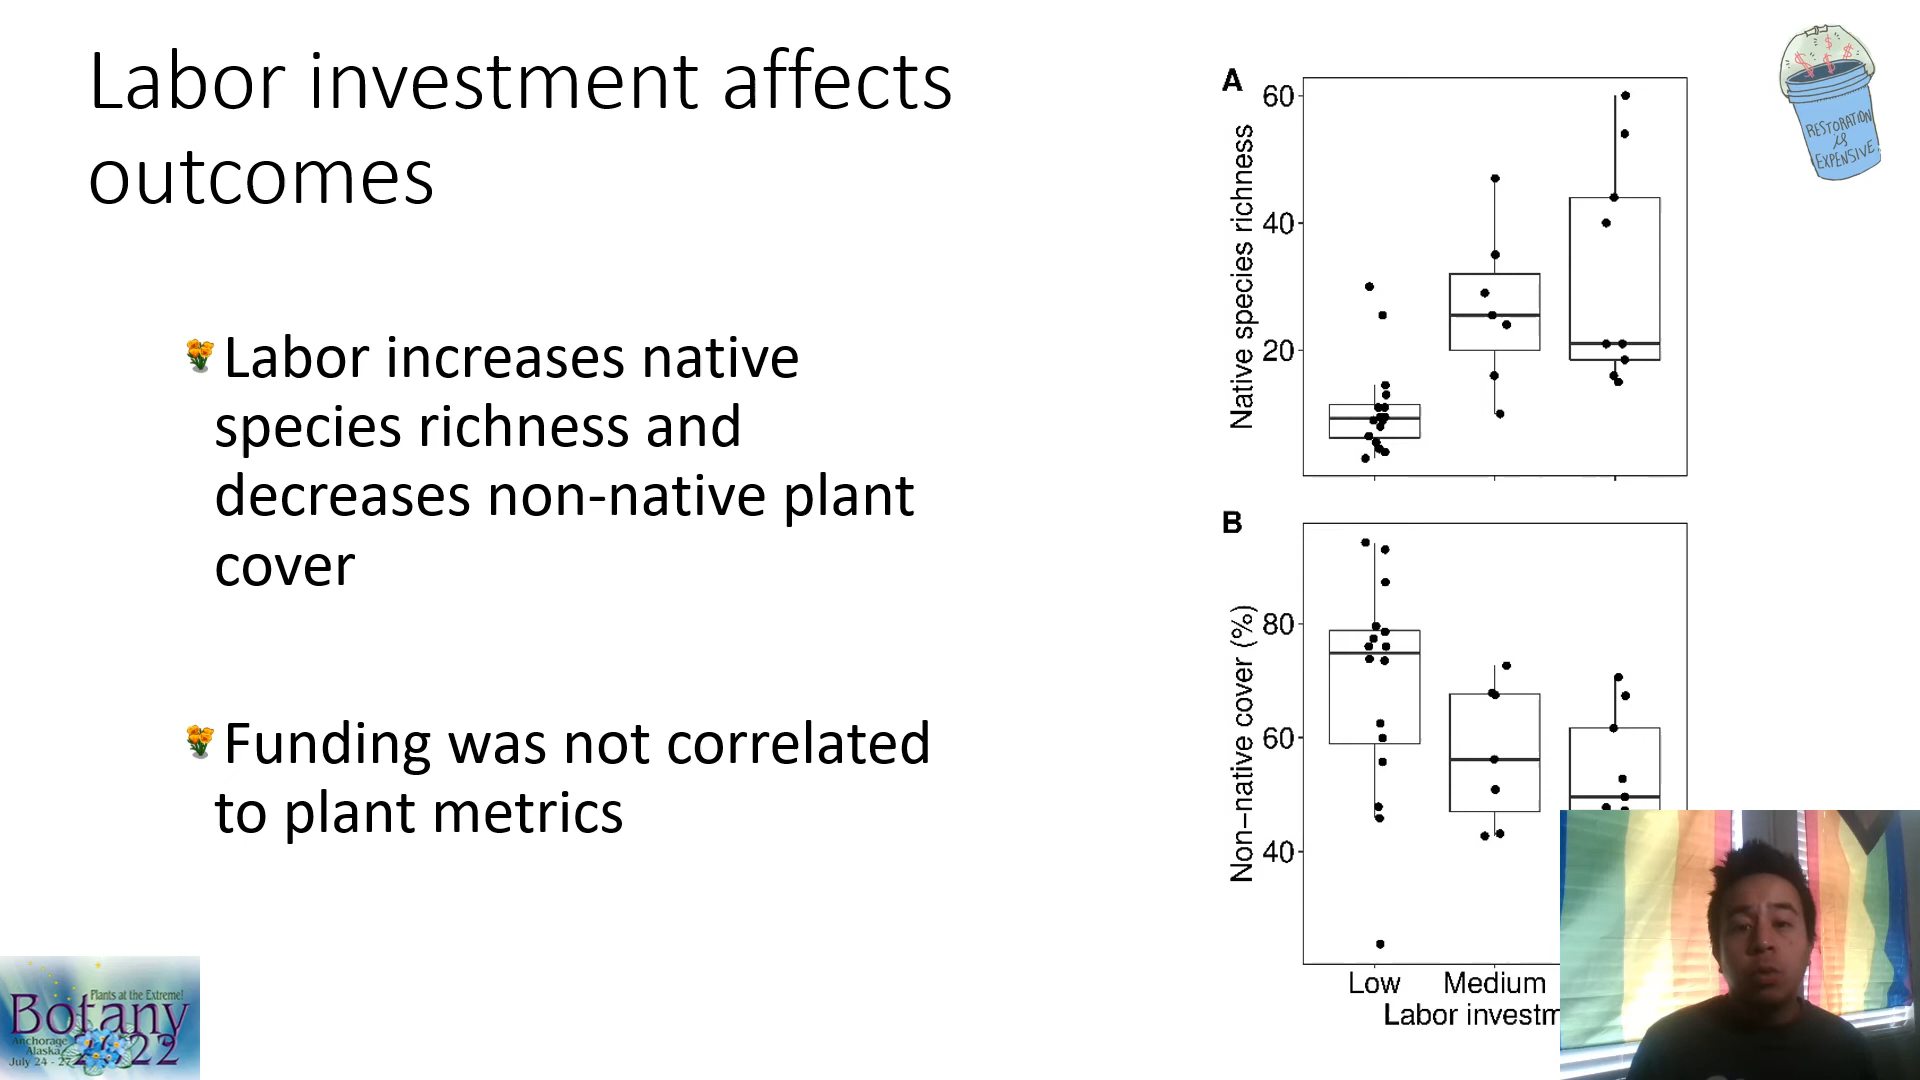 Labor investment affects
outcomes
Labor increases native
species richness and
decreases non-native plant
cover
Funding was not correlated
to plant metrics
A
60
40
20
Native species richness
B
80
60
40
Non-native cover (%)
Low Medium
Labor investm
RESTORATION
is
EXPENSIVE
Plants at the Extreme!
Botany
2022
Anchorage
Alaska
July 24 - 27